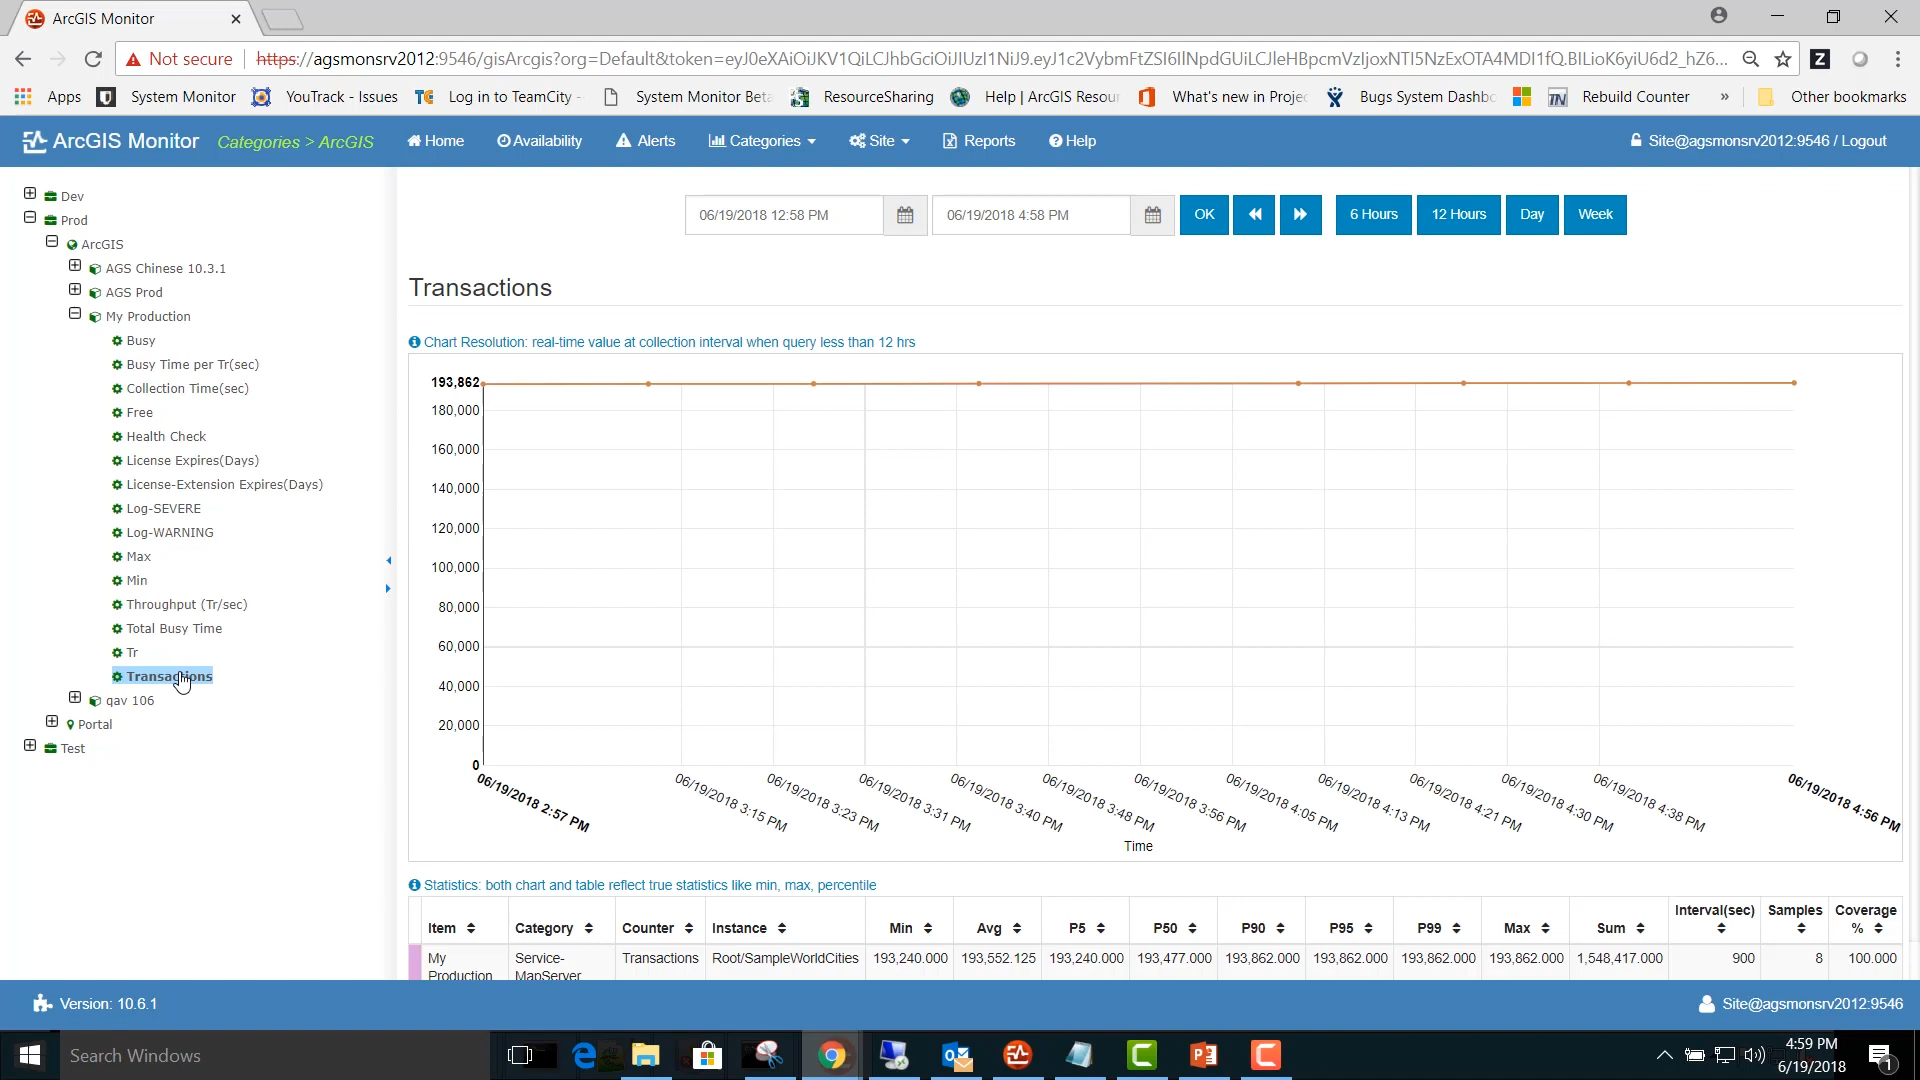 ArcGIS Monitor
Not secure https://agsmonsrv2012:9546/gisArcgis?org=Default&token=eyJ0eXAiOiJKV1QiLCJhbGciOiJIUzI1NiJ9.eyJ1c2VybmFtZSI6IlNpdGUiLCJleHBpcmVzIjoxNTI5NzExOTA4MDI1fQ.BILioK6yiU6d2_hZ6...
Apps System Monitor YouTrack - Issues Log in to TeamCity - System Monitor Beta ResourceSharing Help | ArcGIS Resour What's new in Projec Bugs System Dashbo Rebuild Counter » Other bookmarks
ArcGIS Monitor Categories > ArcGIS Home Availability Alerts Categories Site Reports Help Site@agsmonsrv2012:9546 / Logout
Dev
Prod
ArcGIS
AGS Chinese 10.3.1
AGS Prod
My Production
Busy
Busy Time per Tr(sec)
Collection Time(sec)
Free
Health Check
License Expires(Days)
License-Extension Expires(Days)
Log-SEVERE
Log-WARNING
Max
Min
Throughput (Tr/sec)
Total Busy Time
Tr
Transactions
qav 106
Portal
Test
06/19/2018 12:58 PM 06/19/2018 4:58 PM OK 6 Hours 12 Hours Day Week
Transactions
Chart Resolution: real-time value at collection interval when query less than 12 hrs
193,862
180,000
160,000
140,000
120,000
100,000
80,000
60,000
40,000
20,000
0
06/19/2018 2:57 PM 06/19/2018 3:15 PM 06/19/2018 3:23 PM 06/19/2018 3:31 PM 06/19/2018 3:40 PM 06/19/2018 3:48 PM 06/19/2018 3:56 PM 06/19/2018 4:05 PM 06/19/2018 4:13 PM 06/19/2018 4:21 PM 06/19/2018 4:30 PM 06/19/2018 4:38 PM 06/19/2018 4:56 PM
Time
Statistics: both chart and table reflect true statistics like min, max, percentile
Item Category Counter Instance Min Avg P5 P50 P90 P95 P99 Max Sum Interval(sec) Samples Coverage %
My Production Service-MapServer Transactions Root/SampleWorldCities 193,240.000 193,552.125 193,240.000 193,477.000 193,862.000 193,862.000 193,862.000 193,862.000 1,548,417.000 900 8 100.000
Version: 10.6.1 Site@agsmonsrv2012:9546
Search Windows
4:59 PM
6/19/2018
1